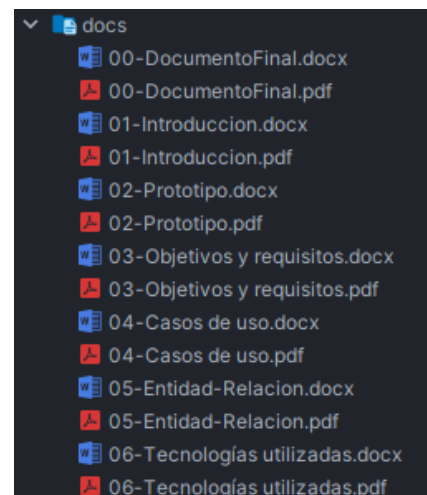 docs
00-DocumentoFinal.docx
00-DocumentoFinal.pdf
01-Introduccion.docx
01-Introduccion.pdf
02-Prototipo.docx
02-Prototipo.pdf
03-Objetivos y requisitos.docx
03-Objetivos y requisitos.pdf
04-Casos de uso.docx
04-Casos de uso.pdf
05-Entidad-Relacion.docx
05-Entidad-Relacion.pdf
06-Tecnologías utilizadas.docx
06-Tecnologías utilizadas.pdf